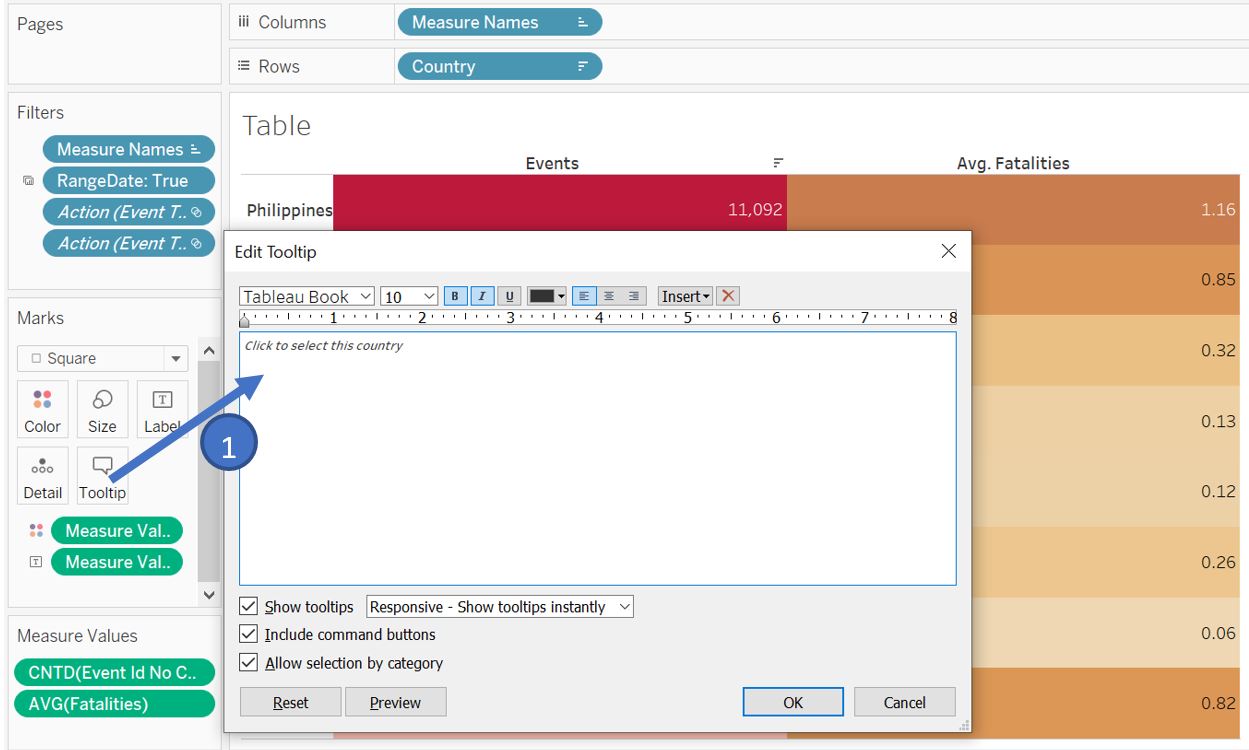 Pages
Columns
Measure Names
Rows
Country
Filters
Measure Names
RangeDate: True
Action (Event T..
Action (Event T..
Table
Events
Avg. Fatalities
Philippines
11,092
1.16
0.85
0.32
0.13
0.12
0.26
0.06
0.82
Marks
Square
Color
Size
Label
Detail
Tooltip
Measure Val..
Measure Val..
Measure Values
CNTD(Event Id No C..
AVG(Fatalities)
1
Edit Tooltip
Tableau Book
10
B I U
Insert
1 2 3 4 5 6 7 8
Click to select this country
Show tooltips
Responsive - Show tooltips instantly
Include command buttons
Allow selection by category
Reset
Preview
OK
Cancel